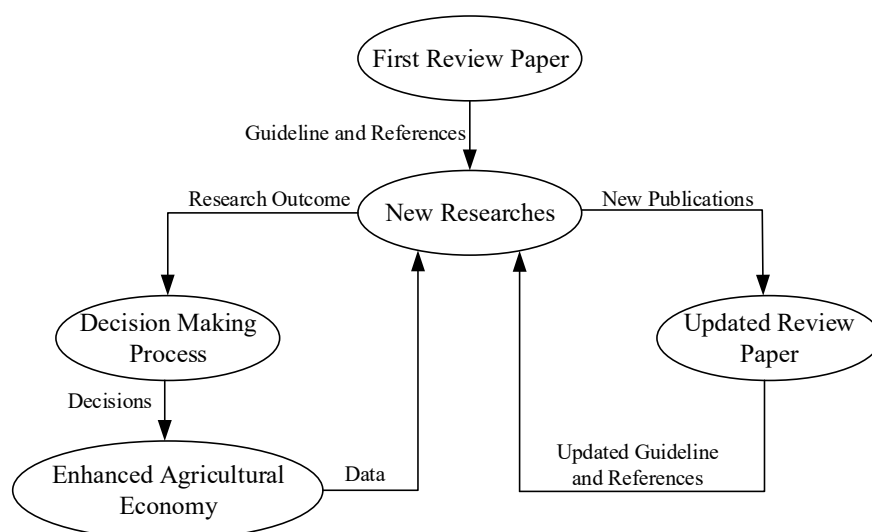 First Review Paper
Guideline and References
Research Outcome
New Researches
New Publications
Decision Making
Process
Updated Review
Paper
Decisions
Enhanced Agricultural
Economy
Data
Updated Guideline
and References